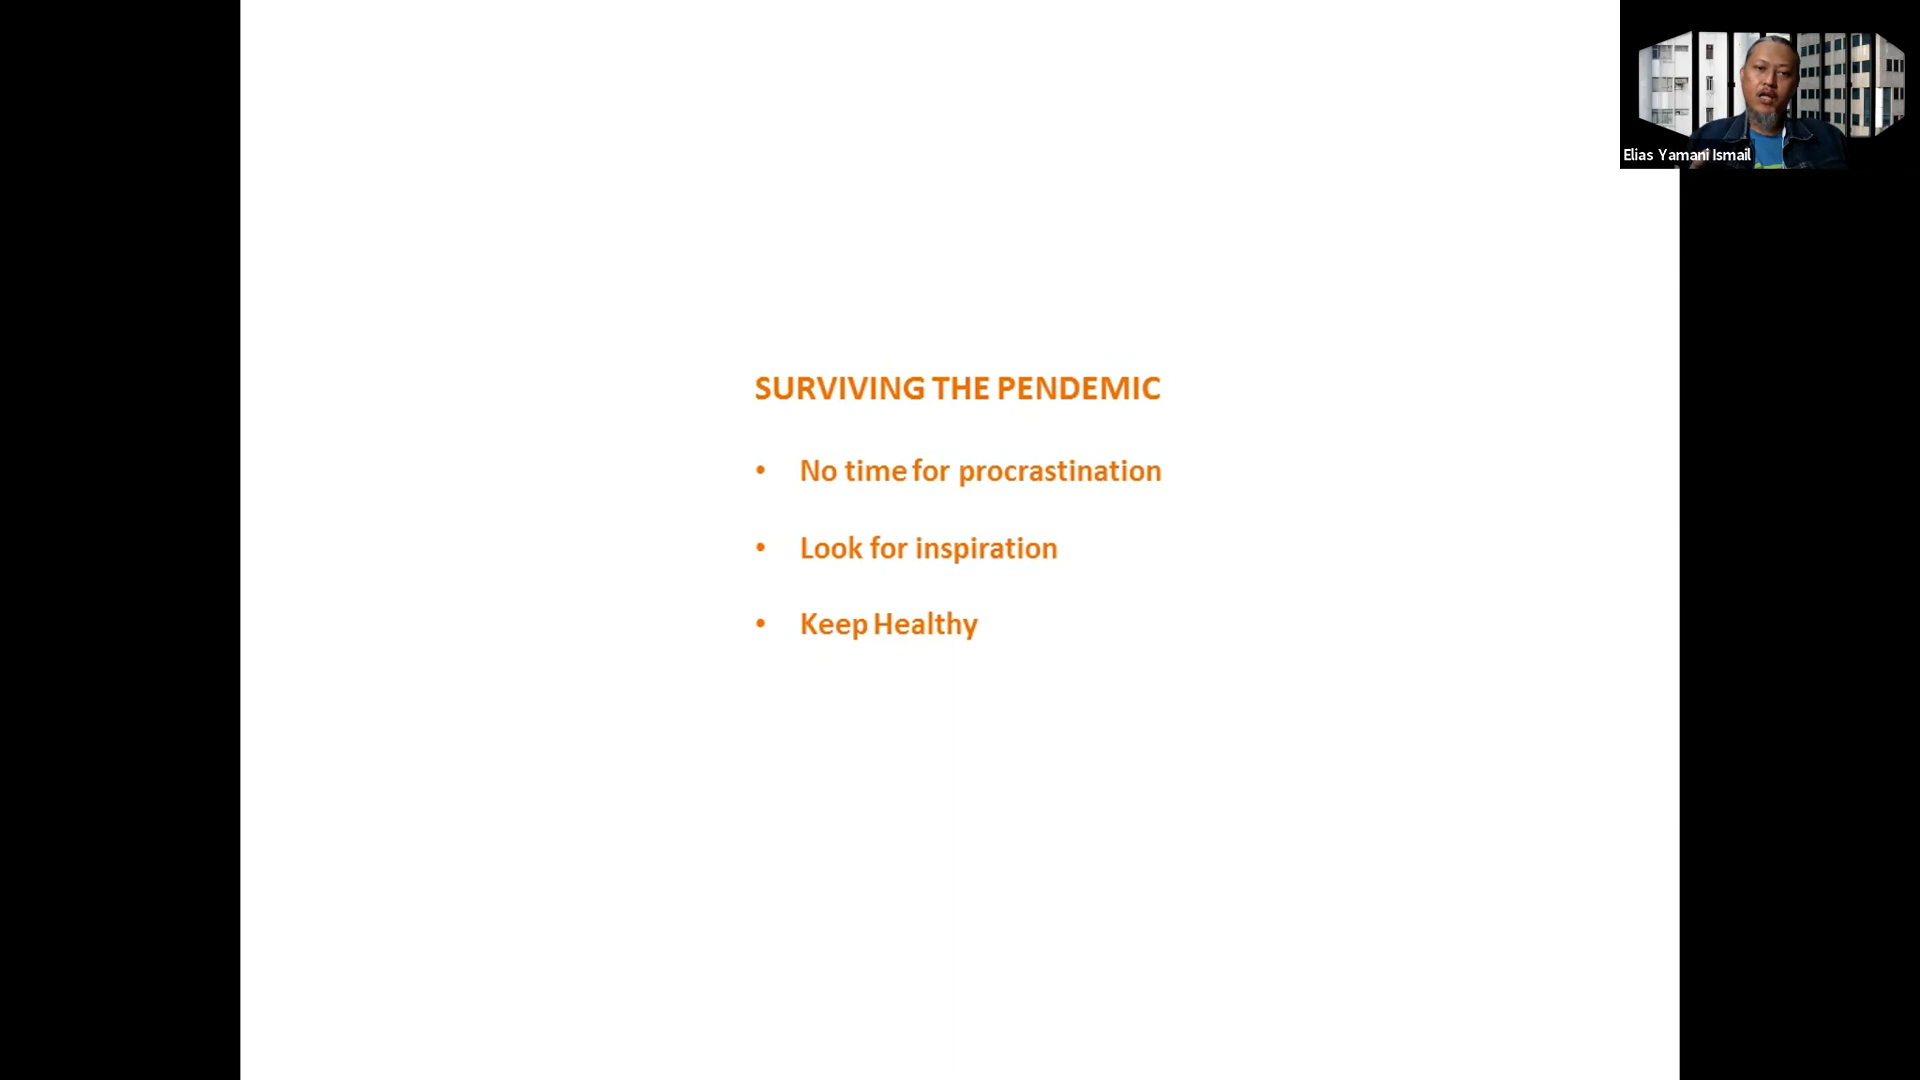 SURVIVING THE PENDEMIC
• No time for procrastination
• Look for inspiration
• Keep Healthy
Elias Yamani Ismail